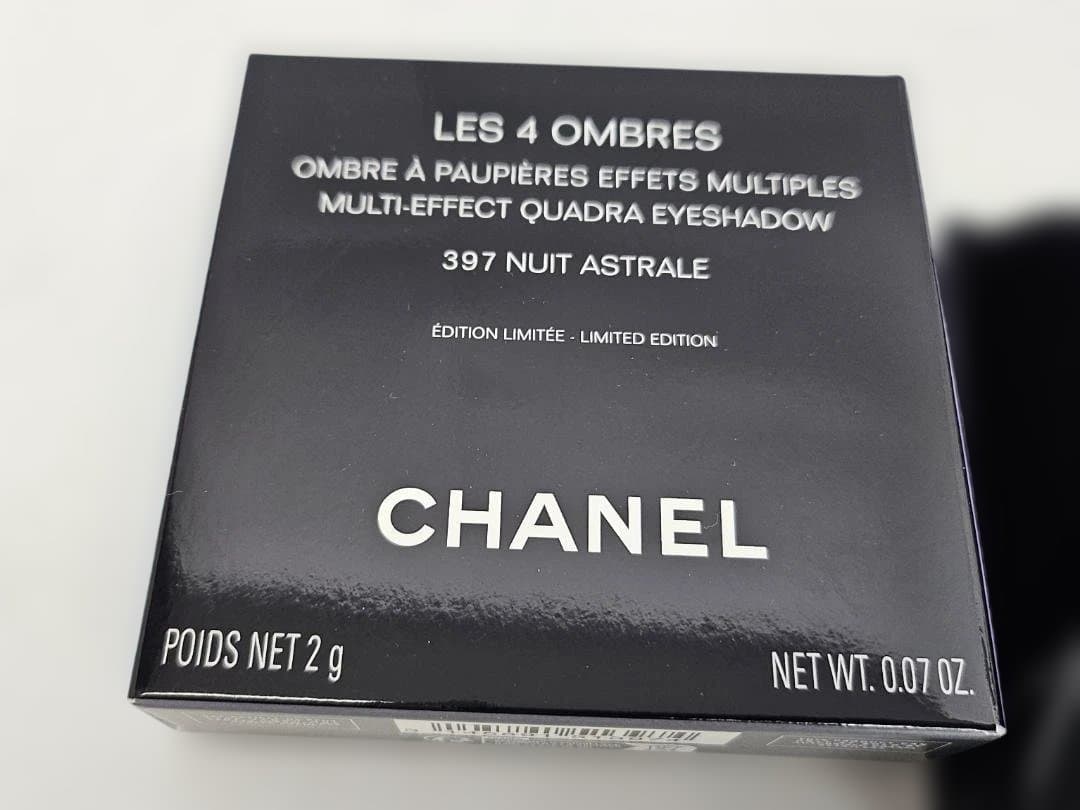 LES 4 OMBRES
OMBRE À PAUPIÈRES EFFETS MULTIPLES
MULTI-EFFECT QUADRA EYESHADOW
397 NUIT ASTRALE
ÉDITION LIMITÉE - LIMITED EDITION
CHANEL
POIDS NET 2 g
NET WT. 0.07 OZ.